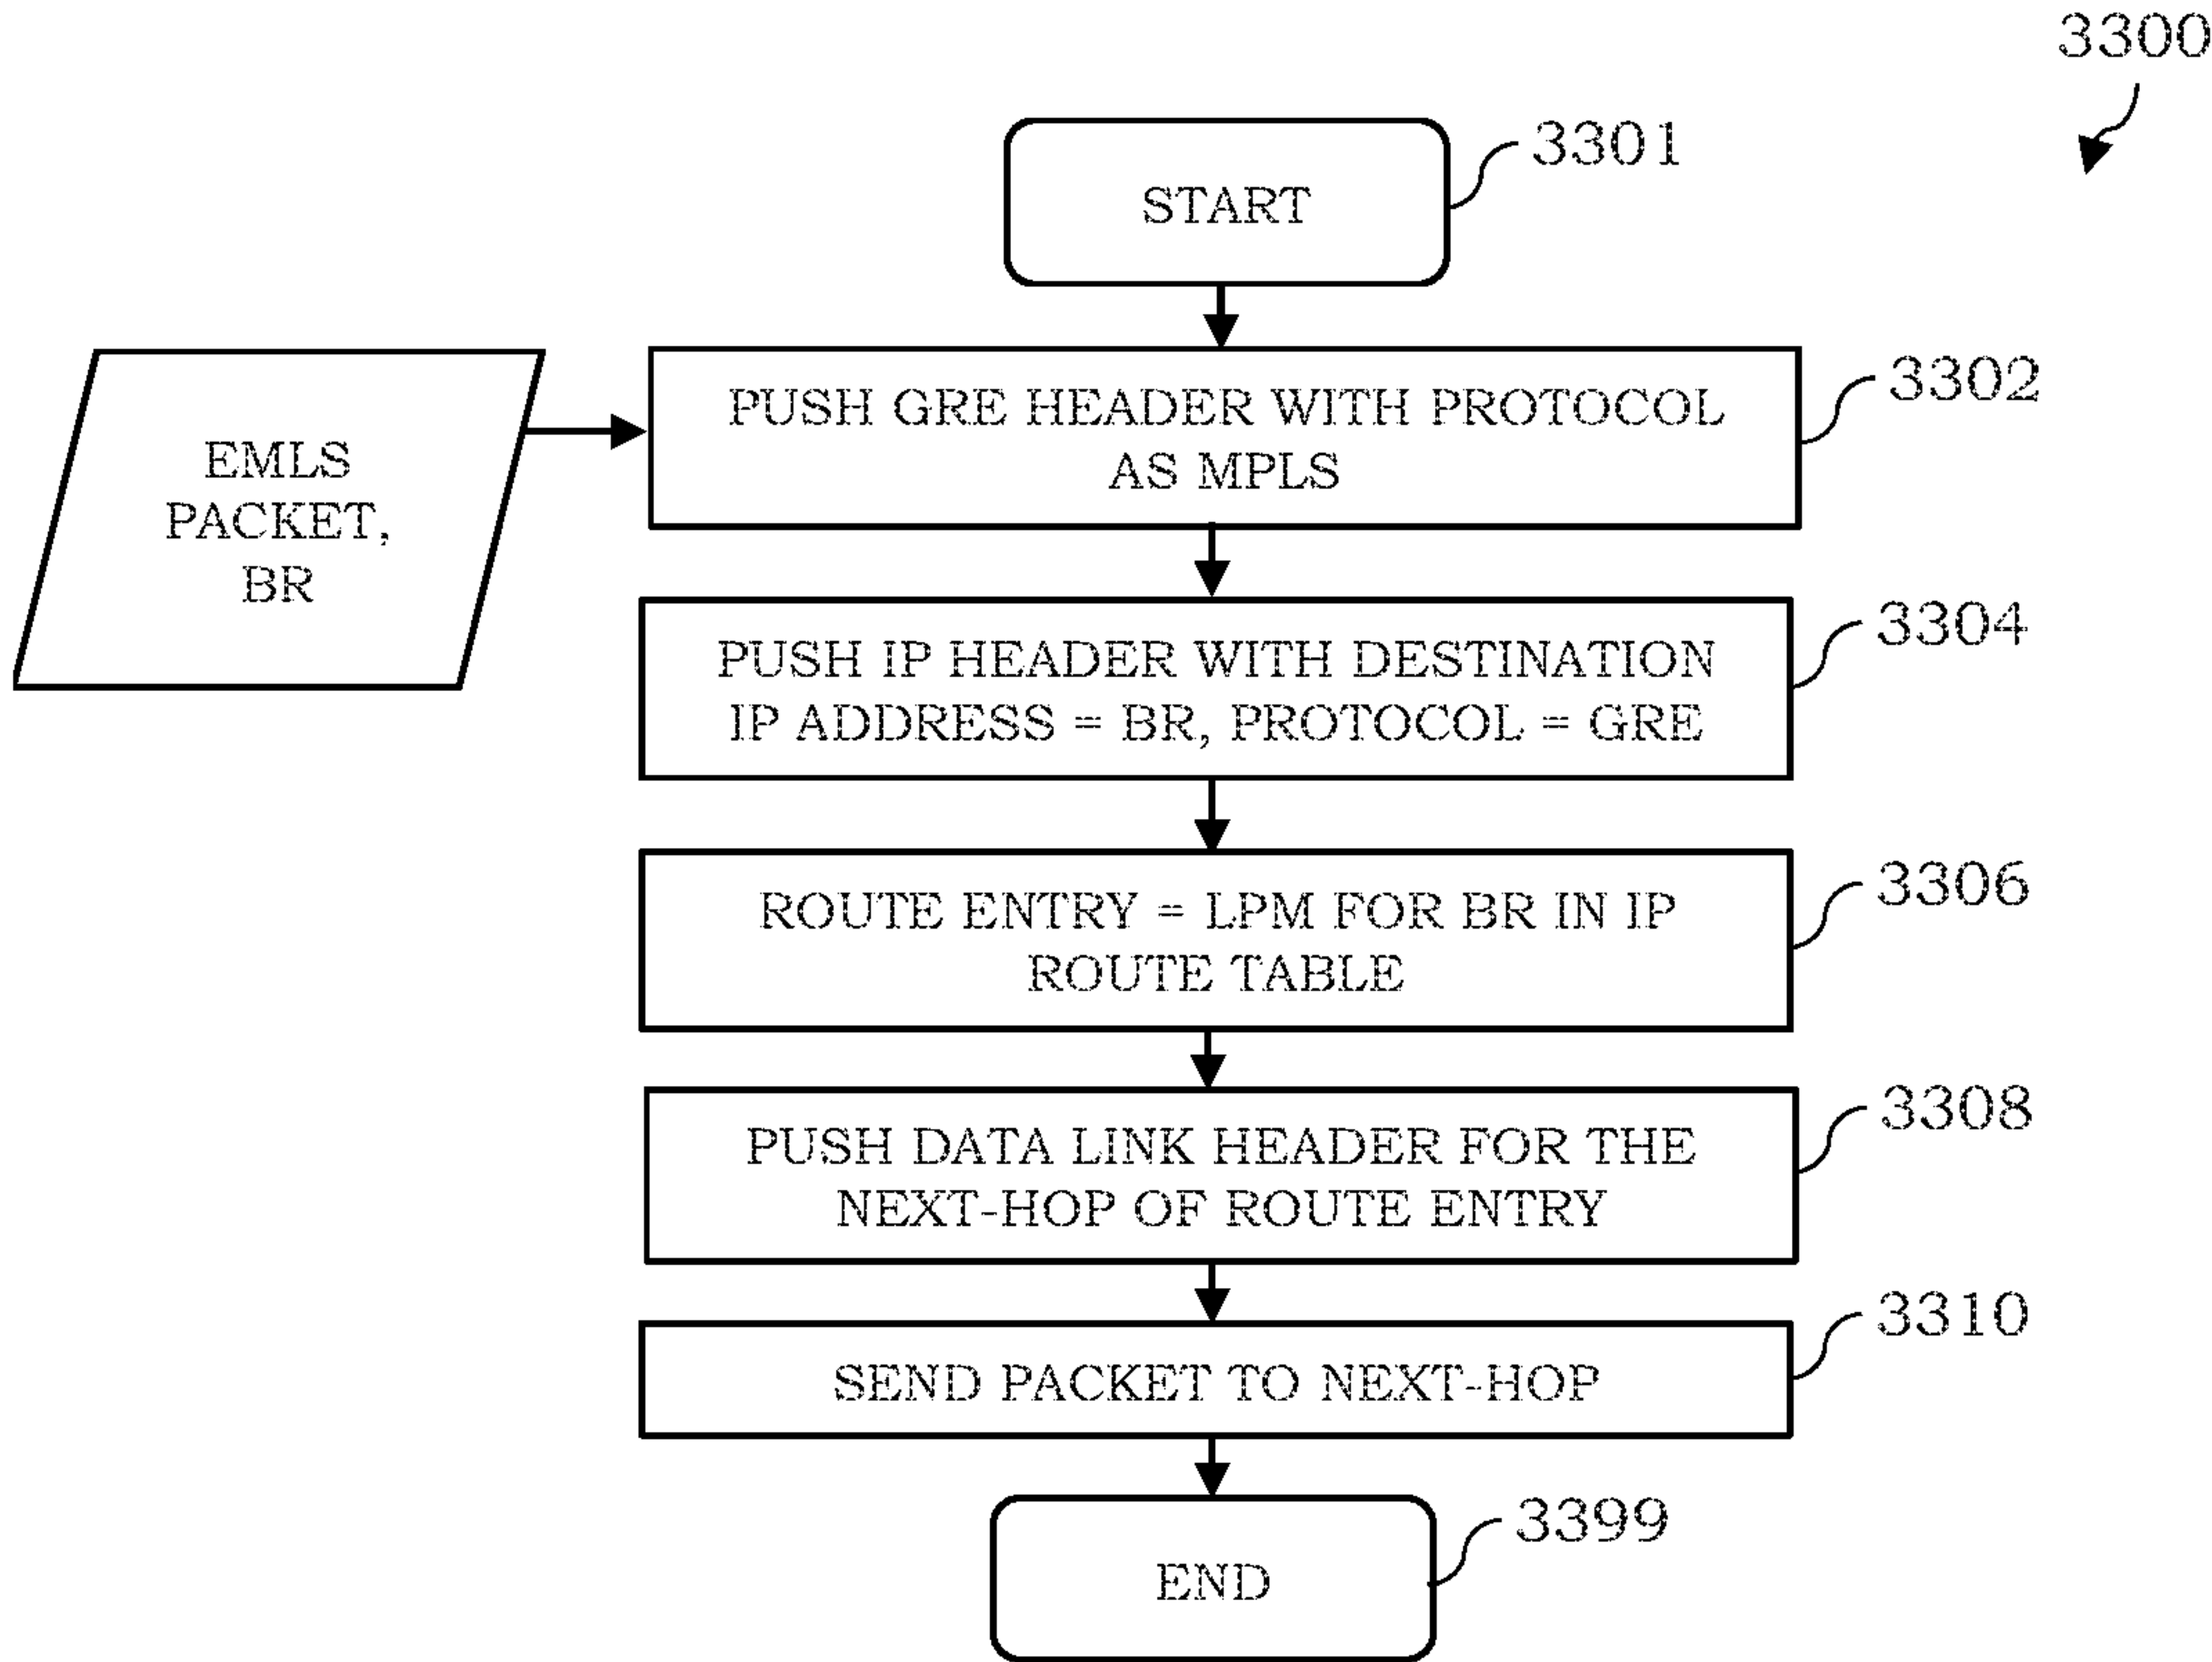 3300
START
3301
EMLS
PACKET,
BR
PUSH GRE HEADER WITH PROTOCOL
AS MPLS
3302
PUSH IP HEADER WITH DESTINATION
IP ADDRESS = BR, PROTOCOL = GRE
3304
ROUTE ENTRY = LPM FOR BR IN IP
ROUTE TABLE
3306
PUSH DATA LINK HEADER FOR THE
NEXT-HOP OF ROUTE ENTRY
3308
SEND PACKET TO NEXT-HOP
3310
END
3399